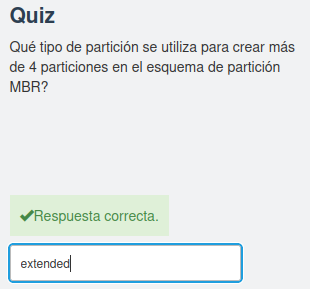 Quiz
Qué tipo de partición se utiliza para crear más
de 4 particiones en el esquema de partición
MBR?
Respuesta correcta.
extended